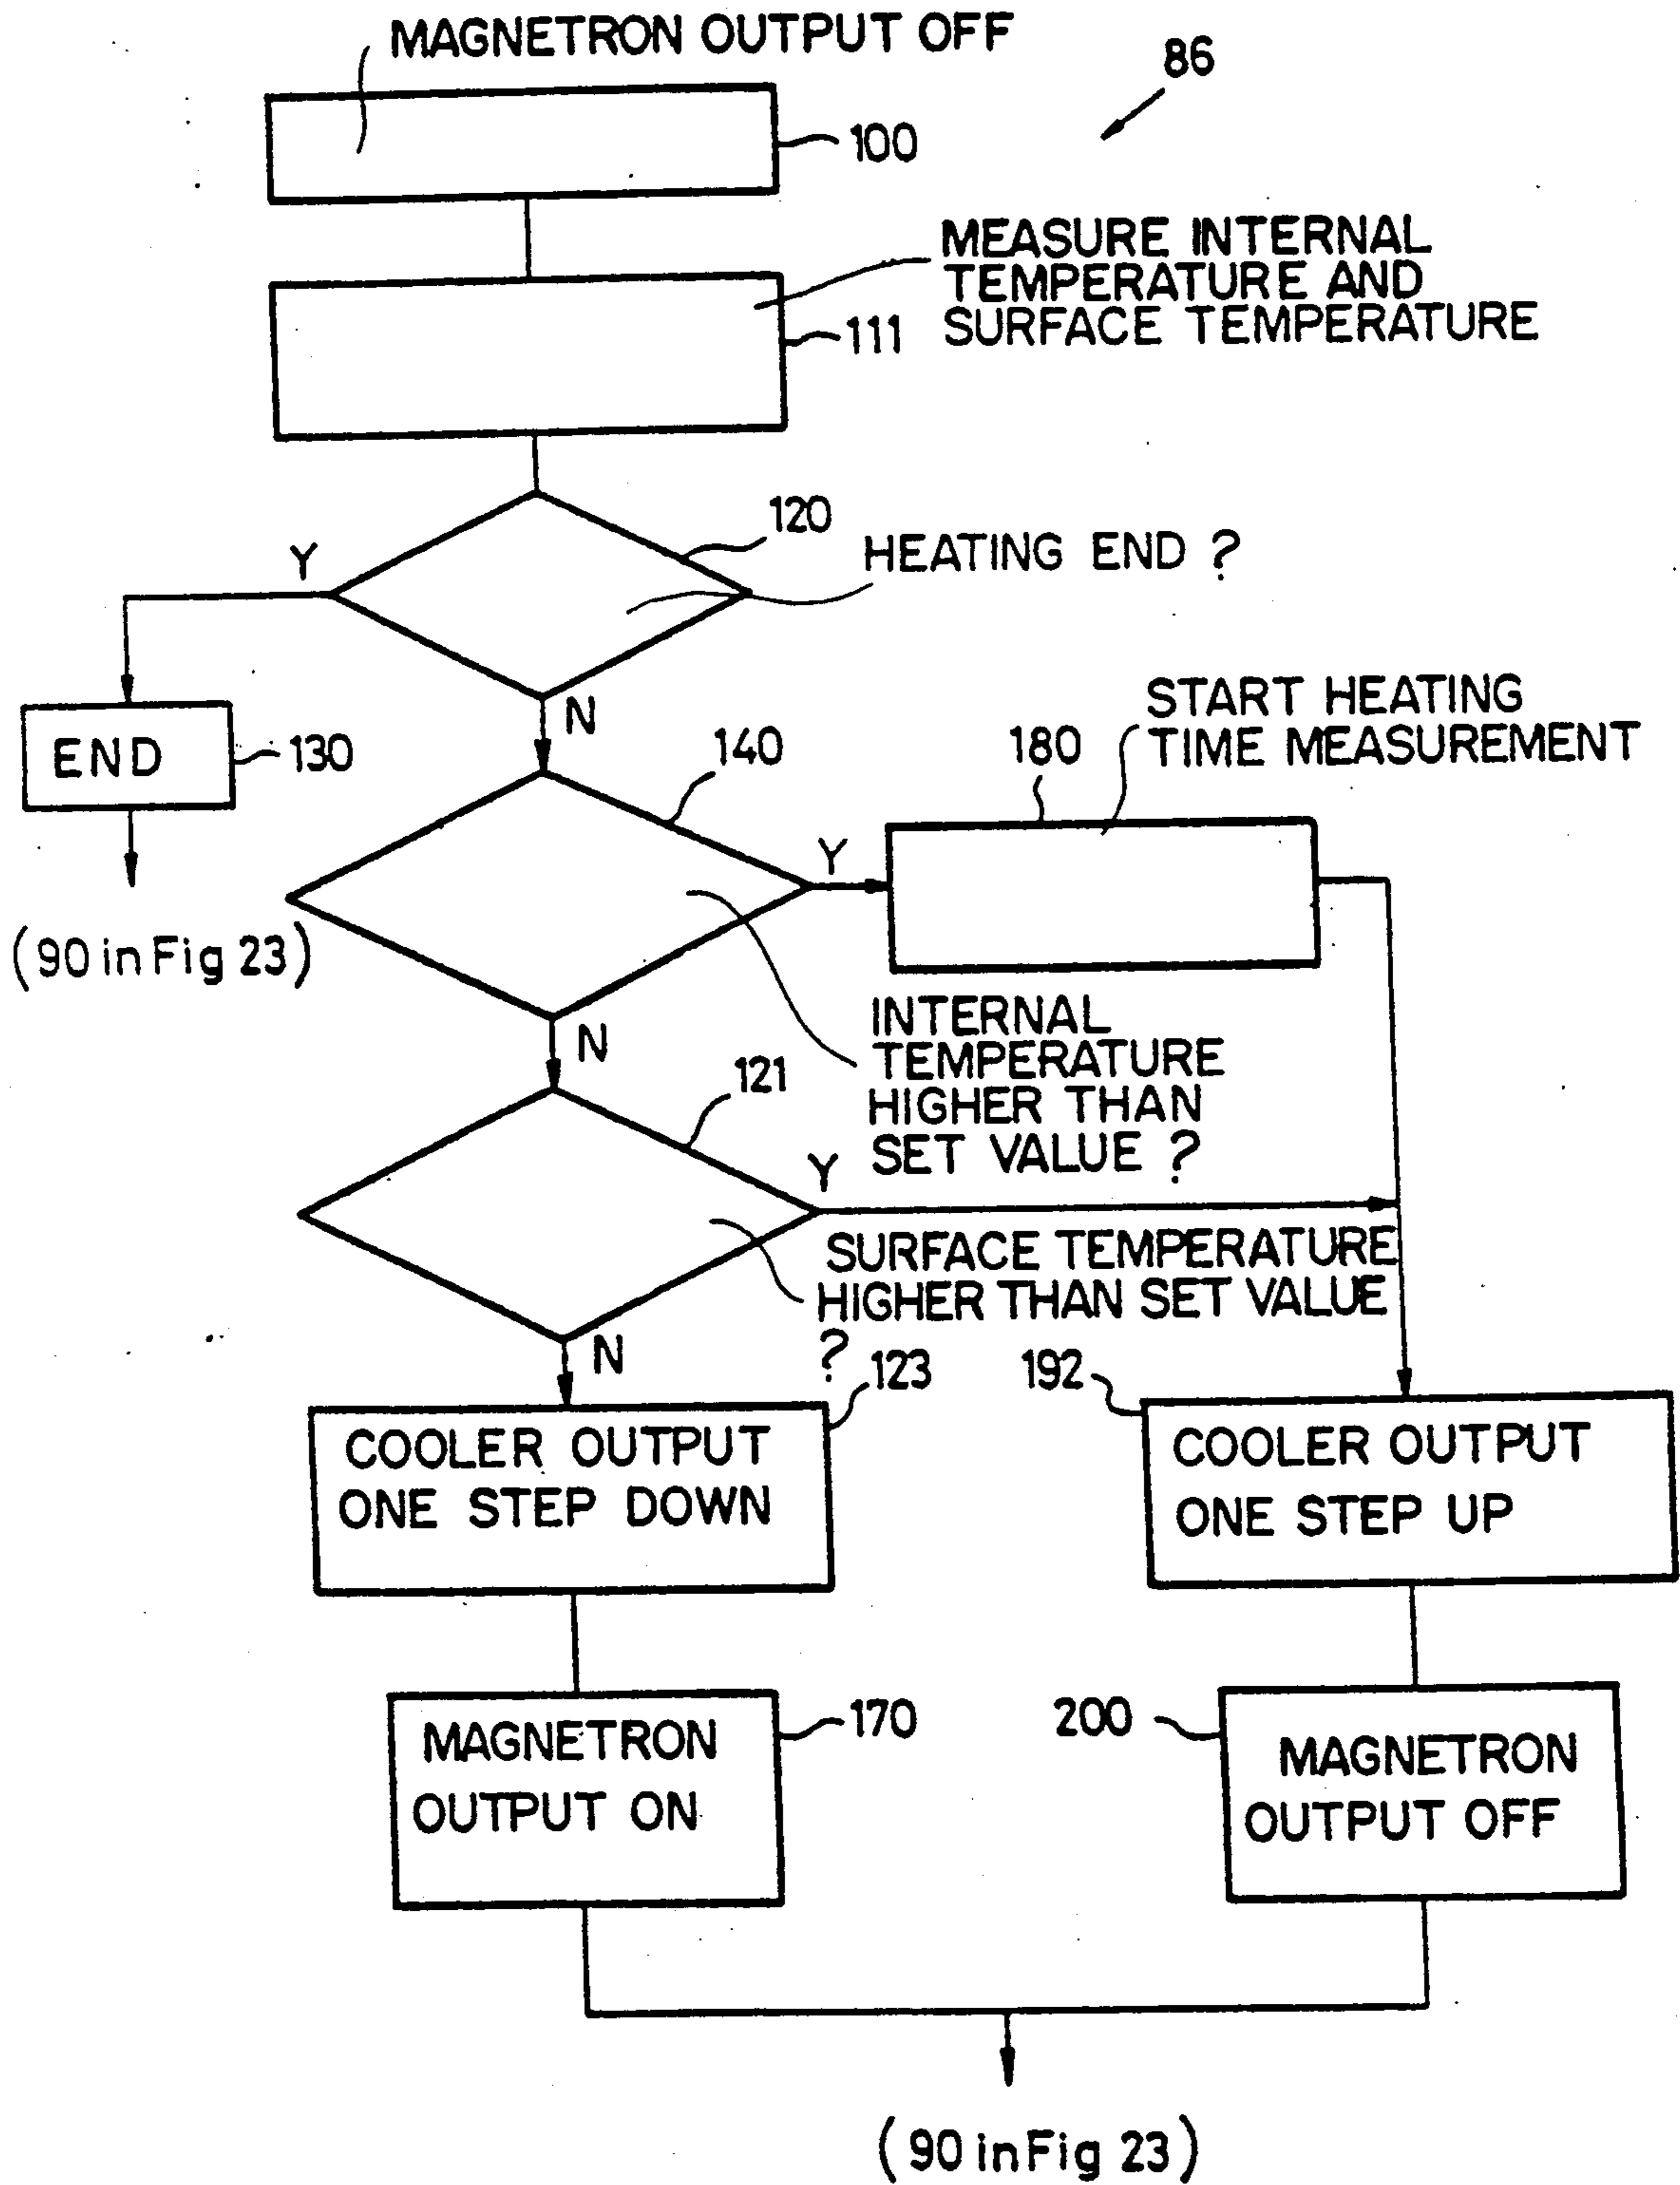 MAGNETRON OUTPUT OFF
86
100
MEASURE INTERNAL
TEMPERATURE AND
SURFACE TEMPERATURE
111
120
Y
HEATING END ?
N
START HEATING
TIME MEASUREMENT
END
130
140
180
Y
(90 in Fig 23)
N
INTERNAL
TEMPERATURE
HIGHER THAN
SET VALUE ?
121
Y
SURFACE TEMPERATURE
HIGHER THAN SET VALUE
?
N
123
192
COOLER OUTPUT
ONE STEP DOWN
COOLER OUTPUT
ONE STEP UP
170
200
MAGNETRON
OUTPUT ON
MAGNETRON
OUTPUT OFF
(90 in Fig 23)